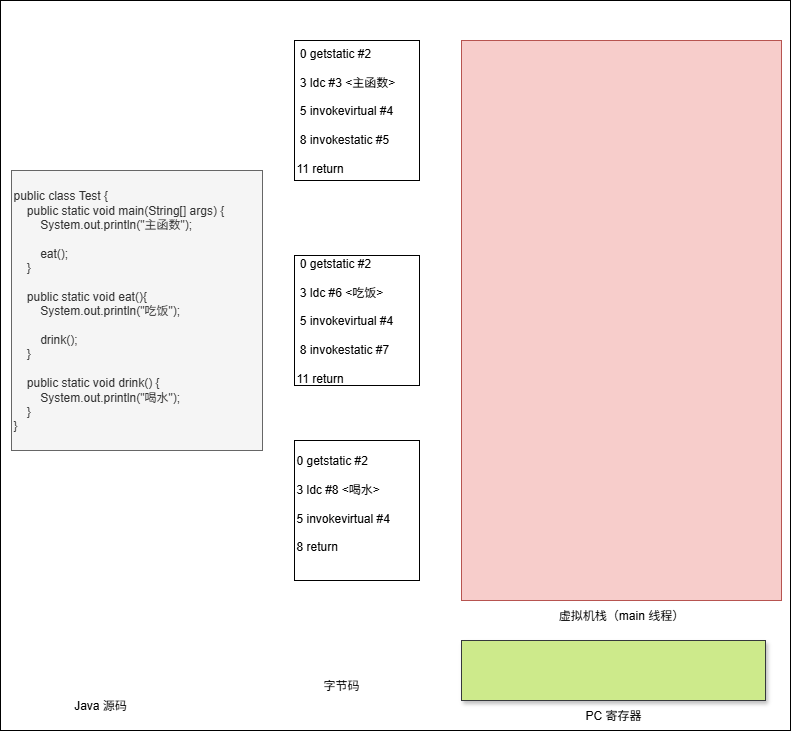 public class Test {
public static void main(String[] args) {
System.out.println("主函数");
eat();
}
public static void eat(){
System.out.println("吃饭");
drink();
}
public static void drink() {
System.out.println("喝水");
}
}
Java 源码
0 getstatic #2
3 ldc #3 <主函数>
5 invokevirtual #4
8 invokestatic #5
11 return
0 getstatic #2
3 ldc #6 <吃饭>
5 invokevirtual #4
8 invokestatic #7
11 return
0 getstatic #2
3 ldc #8 <喝水>
5 invokevirtual #4
8 return
字节码
虚拟机栈（main 线程）
PC 寄存器